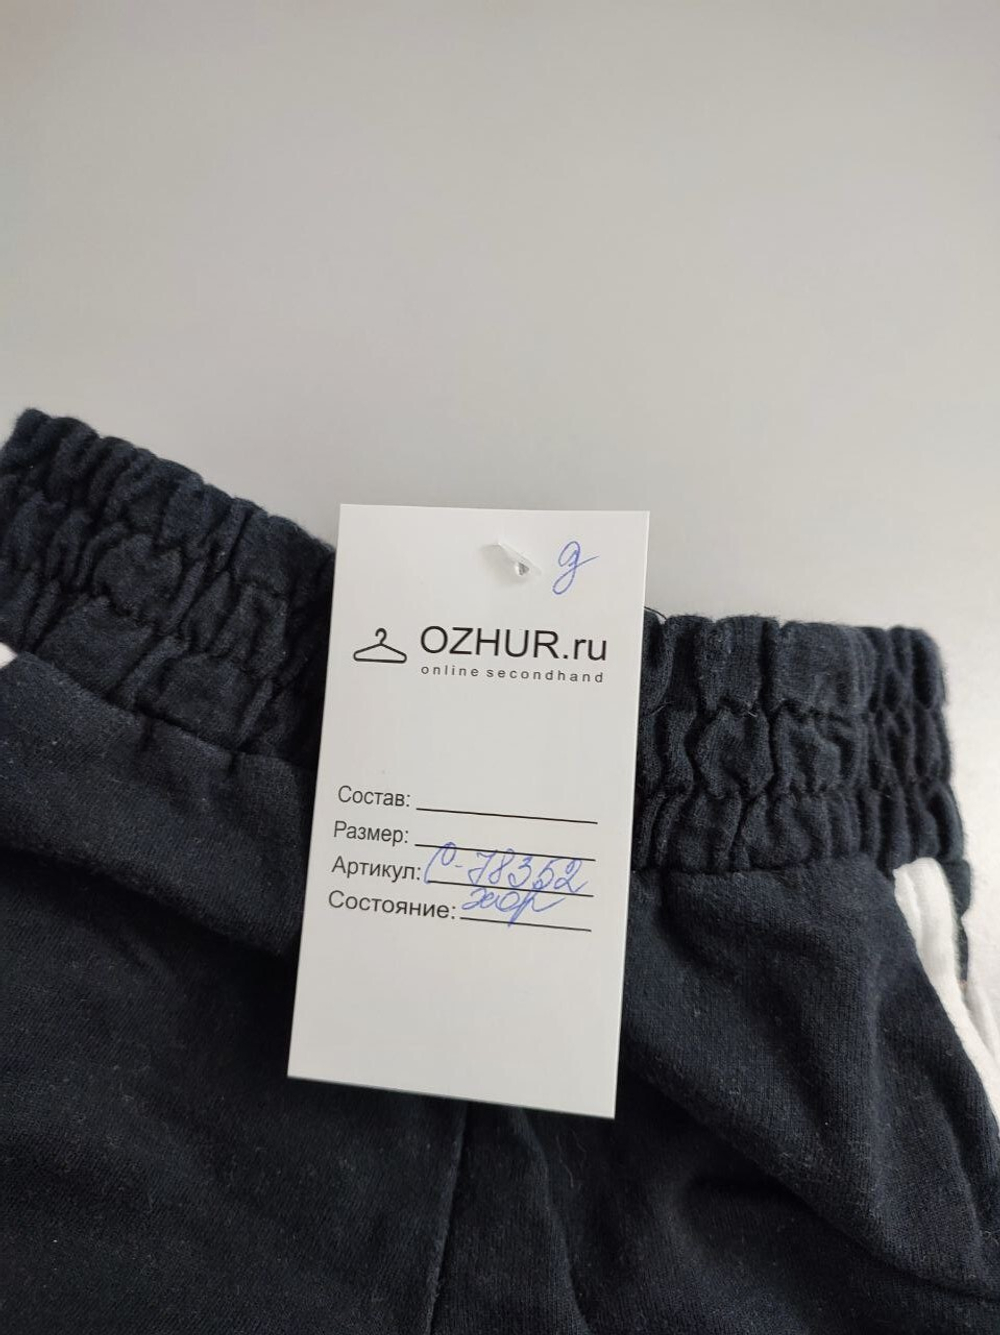 д
OZHUR.ru
online secondhand
Состав:
Размер:
Артикул: С-78352
Состояние: хор